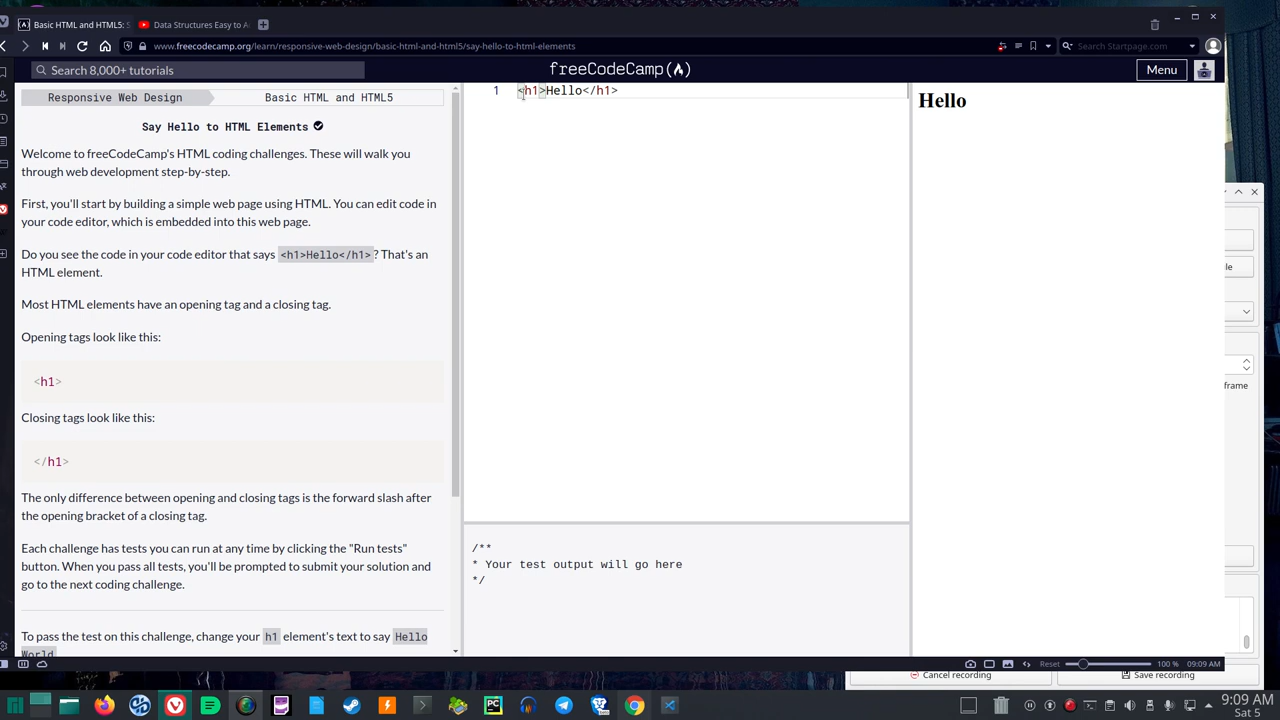 Basic HTML and HTML5: S
Data Structures Easy to A
www.freecodecamp.org/learn/responsive-web-design/basic-html-and-html5/say-hello-to-html-elements
Search Startpage.com
Search 8,000+ tutorials
freeCodeCamp
Menu
Responsive Web Design
Basic HTML and HTML5
1
<h1>Hello</h1>
Hello
Say Hello to HTML Elements
Welcome to freeCodeCamp's HTML coding challenges. These will walk you
through web development step-by-step.
First, you'll start by building a simple web page using HTML. You can edit code in
your code editor, which is embedded into this web page.
Do you see the code in your code editor that says <h1>Hello</h1>? That's an
HTML element.
Most HTML elements have an opening tag and a closing tag.
Opening tags look like this:
<h1>
Closing tags look like this:
</h1>
The only difference between opening and closing tags is the forward slash after
the opening bracket of a closing tag.
Each challenge has tests you can run at any time by clicking the "Run tests"
button. When you pass all tests, you'll be prompted to submit your solution and
go to the next coding challenge.
To pass the test on this challenge, change your h1 element's text to say Hello
World
/**
* Your test output will go here
*/
le
frame
Reset
100 %
09:09 AM
Cancel recording
Save recording
PC
9:09 AM
Sat 5